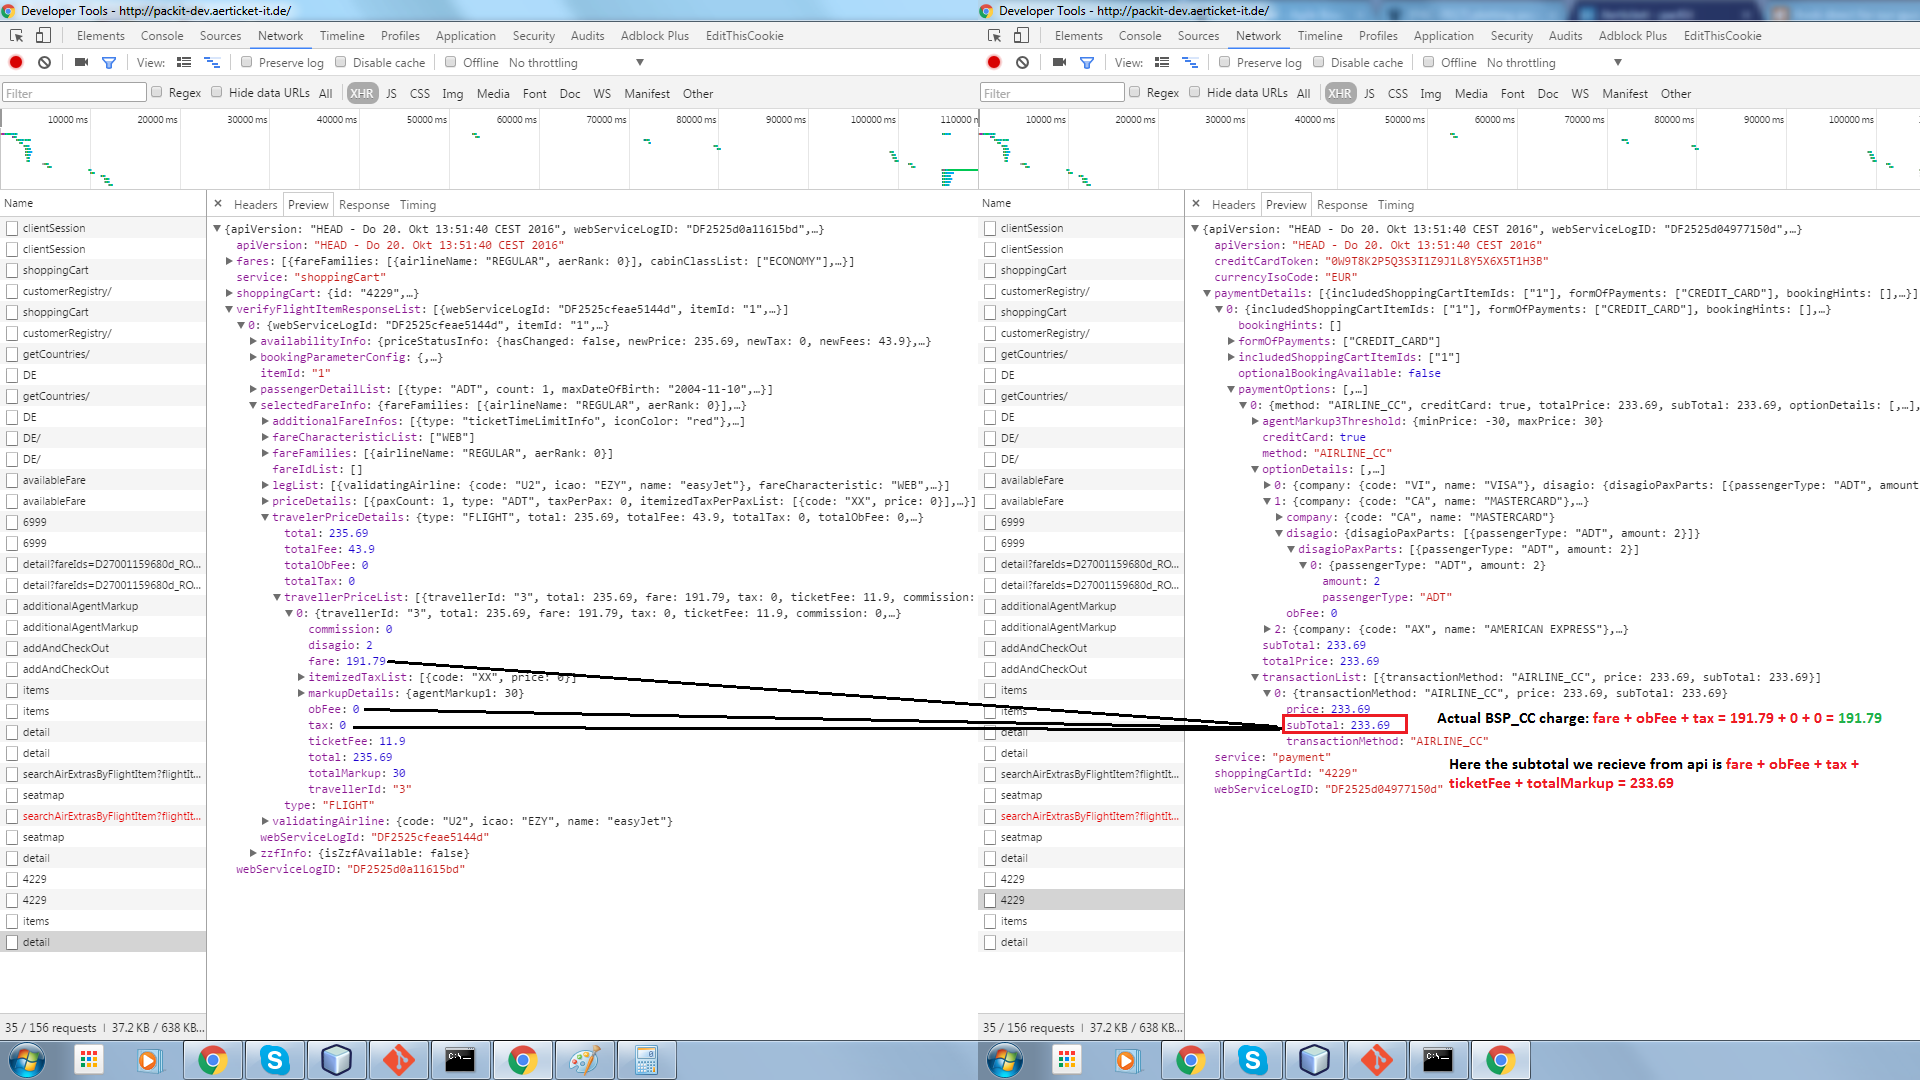 Developer Tools - http://packit-dev.aerticket-it.de/
Elements Console Sources Network Timeline Profiles Application Security Audits Adblock Plus EditThisCookie
View: Preserve log Disable cache Offline No throttling
Filter Regex Hide data URLs All XHR JS CSS Img Media Font Doc WS Manifest Other
10000 ms 20000 ms 30000 ms 40000 ms 50000 ms 60000 ms 70000 ms 80000 ms 90000 ms 100000 ms 110000 n
Name
clientSession
clientSession
shoppingCart
customerRegistry/
shoppingCart
customerRegistry/
getCountries/
DE
getCountries/
DE
DE/
DE/
availableFare
availableFare
6999
6999
detail?fareIds=D27001159680d_RO...
detail?fareIds=D27001159680d_RO...
additionalAgentMarkup
additionalAgentMarkup
addAndCheckOut
addAndCheckOut
items
items
detail
detail
searchAirExtrasByFlightItem?flightIt...
seatmap
searchAirExtrasByFlightItem?flightIt...
seatmap
detail
4229
4229
items
detail
35 / 156 requests | 37.2 KB / 638 KB...
× Headers Preview Response Timing
{apiVersion: "HEAD - Do 20. Okt 13:51:40 CEST 2016", webServiceLogID: "DF2525d0a11615bd",…}
apiVersion: "HEAD - Do 20. Okt 13:51:40 CEST 2016"
fares: [{fareFamilies: [{airlineName: "REGULAR", aerRank: 0}], cabinClassList: ["ECONOMY"],…}]
service: "shoppingCart"
shoppingCart: {id: "4229",…}
verifyFlightItemResponseList: [{webServiceLogId: "DF2525cfeae5144d", itemId: "1",…}]
0: {webServiceLogId: "DF2525cfeae5144d", itemId: "1",…}
availabilityInfo: {priceStatusInfo: {hasChanged: false, newPrice: 235.69, newTax: 0, newFees: 43.9},…}
bookingParameterConfig: {,…}
itemId: "1"
passengerDetailList: [{type: "ADT", count: 1, maxDateOfBirth: "2004-11-10",…}]
selectedFareInfo: {fareFamilies: [{airlineName: "REGULAR", aerRank: 0}],…}
additionalFareInfos: [{type: "ticketTimeLimitInfo", iconColor: "red"},…]
fareCharacteristicList: ["WEB"]
fareFamilies: [{airlineName: "REGULAR", aerRank: 0}]
fareIdList: []
legList: [{validatingAirline: {code: "U2", icao: "EZY", name: "easyJet"}, fareCharacteristic: "WEB",…}]
priceDetails: [{paxCount: 1, type: "ADT", taxPerPax: 0, itemizedTaxPerPaxList: [{code: "XX", price: 0}],…}]
travelerPriceDetails: {type: "FLIGHT", total: 235.69, totalFee: 43.9, totalTax: 0, totalObFee: 0,…}
total: 235.69
totalFee: 43.9
totalObFee: 0
totalTax: 0
travellerPriceList: [{travellerId: "3", total: 235.69, fare: 191.79, tax: 0, ticketFee: 11.9, commission:
0: {travellerId: "3", total: 235.69, fare: 191.79, tax: 0, ticketFee: 11.9, commission: 0,…}
commission: 0
disagio: 2
fare: 191.79
itemizedTaxList: [{code: "XX", price: 0}]
markupDetails: {agentMarkup1: 30}
obFee: 0
tax: 0
ticketFee: 11.9
total: 235.69
totalMarkup: 30
travellerId: "3"
type: "FLIGHT"
validatingAirline: {code: "U2", icao: "EZY", name: "easyJet"}
webServiceLogId: "DF2525cfeae5144d"
zzfInfo: {isZzfAvailable: false}
webServiceLogID: "DF2525d0a11615bd"
Developer Tools - http://packit-dev.aerticket-it.de/
Elements Console Sources Network Timeline Profiles Application Security Audits Adblock Plus EditThisCookie
View: Preserve log Disable cache Offline No throttling
Filter Regex Hide data URLs All XHR JS CSS Img Media Font Doc WS Manifest Other
10000 ms 20000 ms 30000 ms 40000 ms 50000 ms 60000 ms 70000 ms 80000 ms 90000 ms 100000 ms
Name
clientSession
clientSession
shoppingCart
customerRegistry/
shoppingCart
customerRegistry/
getCountries/
DE
getCountries/
DE
DE/
DE/
availableFare
availableFare
6999
6999
detail?fareIds=D27001159680d_RO...
detail?fareIds=D27001159680d_RO...
additionalAgentMarkup
additionalAgentMarkup
addAndCheckOut
addAndCheckOut
items
items
detail
detail
searchAirExtrasByFlightItem?flightIt...
seatmap
searchAirExtrasByFlightItem?flightIt...
seatmap
detail
4229
4229
items
detail
35 / 156 requests | 37.2 KB / 638 KB...
× Headers Preview Response Timing
{apiVersion: "HEAD - Do 20. Okt 13:51:40 CEST 2016", webServiceLogID: "DF2525d04977150d",…}
apiVersion: "HEAD - Do 20. Okt 13:51:40 CEST 2016"
creditCardToken: "0W9T8K2P5Q3S3I1Z9J1L8Y5X6X5T1H3B"
currencyIsoCode: "EUR"
paymentDetails: [{includedShoppingCartItemIds: ["1"], formOfPayments: ["CREDIT_CARD"], bookingHints: [],…}]
0: {includedShoppingCartItemIds: ["1"], formOfPayments: ["CREDIT_CARD"], bookingHints: [],…}
bookingHints: []
formOfPayments: ["CREDIT_CARD"]
includedShoppingCartItemIds: ["1"]
optionalBookingAvailable: false
paymentOptions: [,…]
0: {method: "AIRLINE_CC", creditCard: true, totalPrice: 233.69, subTotal: 233.69, optionDetails: [,…],
agentMarkup3Threshold: {minPrice: -30, maxPrice: 30}
creditCard: true
method: "AIRLINE_CC"
optionDetails: [,…]
0: {company: {code: "VI", name: "VISA"}, disagio: {disagioPaxParts: [{passengerType: "ADT", amount
1: {company: {code: "CA", name: "MASTERCARD"},…}
company: {code: "CA", name: "MASTERCARD"}
disagio: {disagioPaxParts: [{passengerType: "ADT", amount: 2}]}
disagioPaxParts: [{passengerType: "ADT", amount: 2}]
0: {passengerType: "ADT", amount: 2}
amount: 2
passengerType: "ADT"
obFee: 0
2: {company: {code: "AX", name: "AMERICAN EXPRESS"},…}
subTotal: 233.69
totalPrice: 233.69
transactionList: [{transactionMethod: "AIRLINE_CC", price: 233.69, subTotal: 233.69}]
0: {transactionMethod: "AIRLINE_CC", price: 233.69, subTotal: 233.69}
price: 233.69
subTotal: 233.69
transactionMethod: "AIRLINE_CC"
service: "payment"
shoppingCartId: "4229"
webServiceLogID: "DF2525d04977150d"
Actual BSP_CC charge: fare + obFee + tax = 191.79 + 0 + 0 = 191.79
Here the subtotal we recieve from api is fare + obFee + tax +
ticketFee + totalMarkup = 233.69